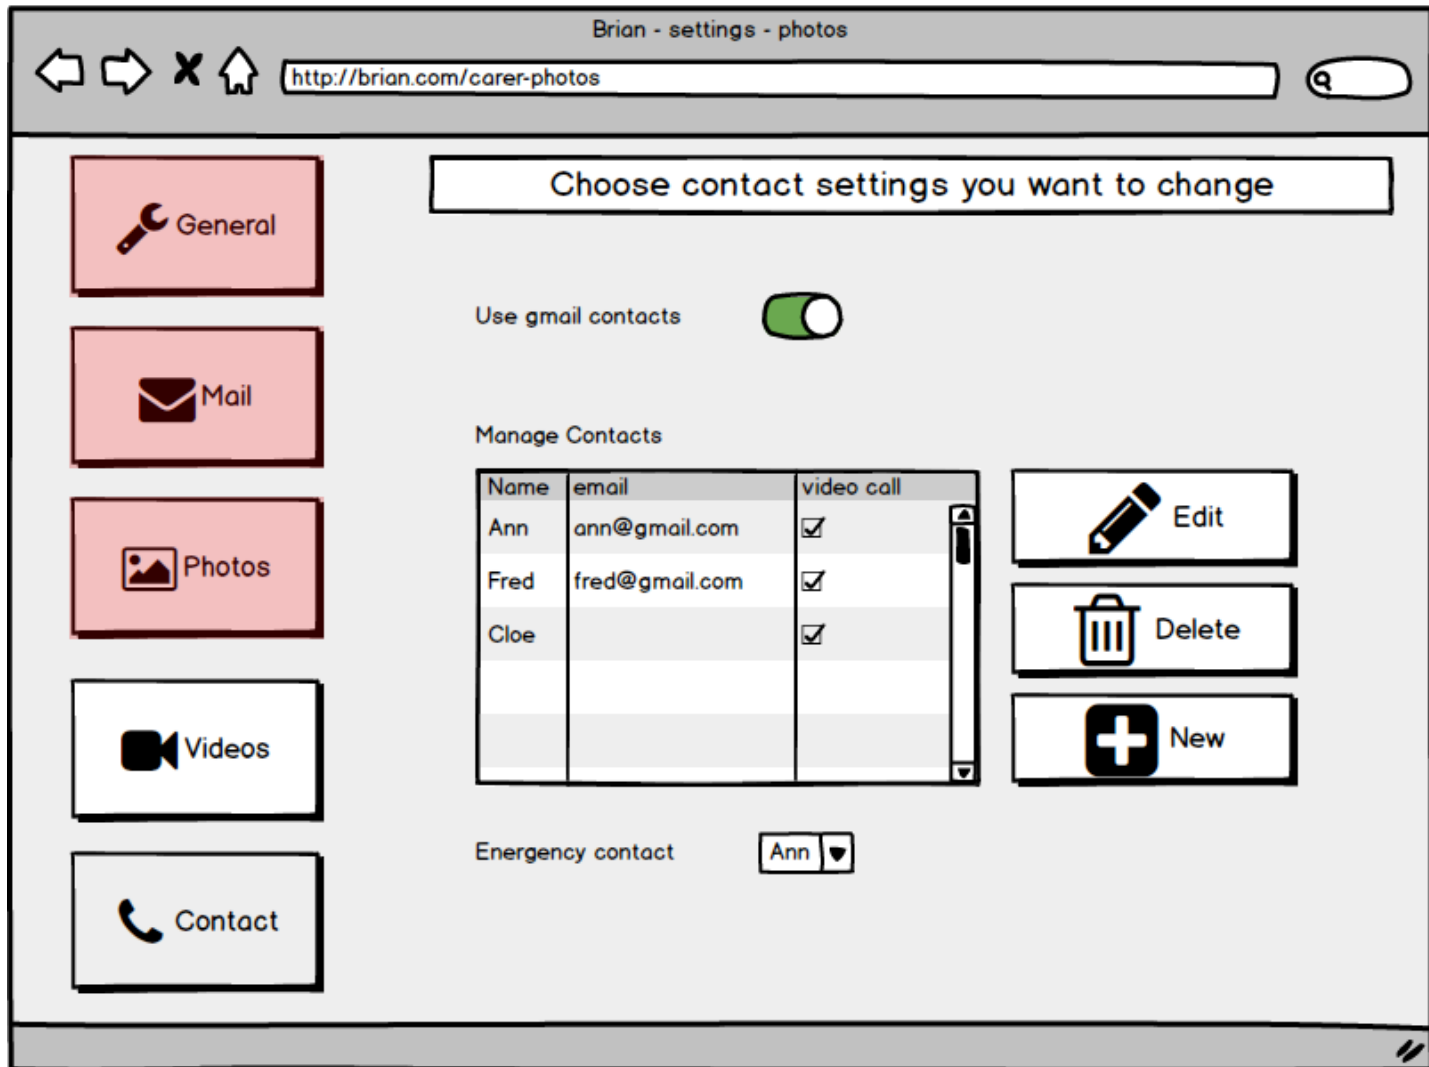 Brian - settings - photos
http://brian.com/carer-photos
Choose contact settings you want to change
General
Mail
Photos
Videos
Contact
Use gmail contacts
Manage Contacts
Name email video call
Ann ann@gmail.com
Fred fred@gmail.com
Cloe
Edit
Delete
New
Energency contact Ann